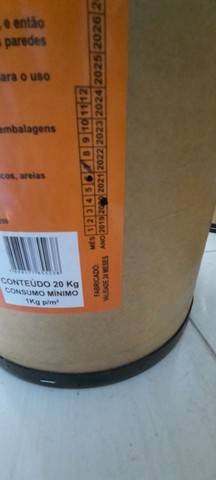 , e então
s paredes
ara o uso
embalagens
icos, areias
MÊS 1 2 3 4 5 6 7 8 9 10 11 12
ANO 2019 2020 2021 2022 2023 2024 2025 2026
FABRICADO:
VALIDADE 24 MESES
CONTEÚDO 20 Kg
CONSUMO MÍNIMO
1Kg p/m²